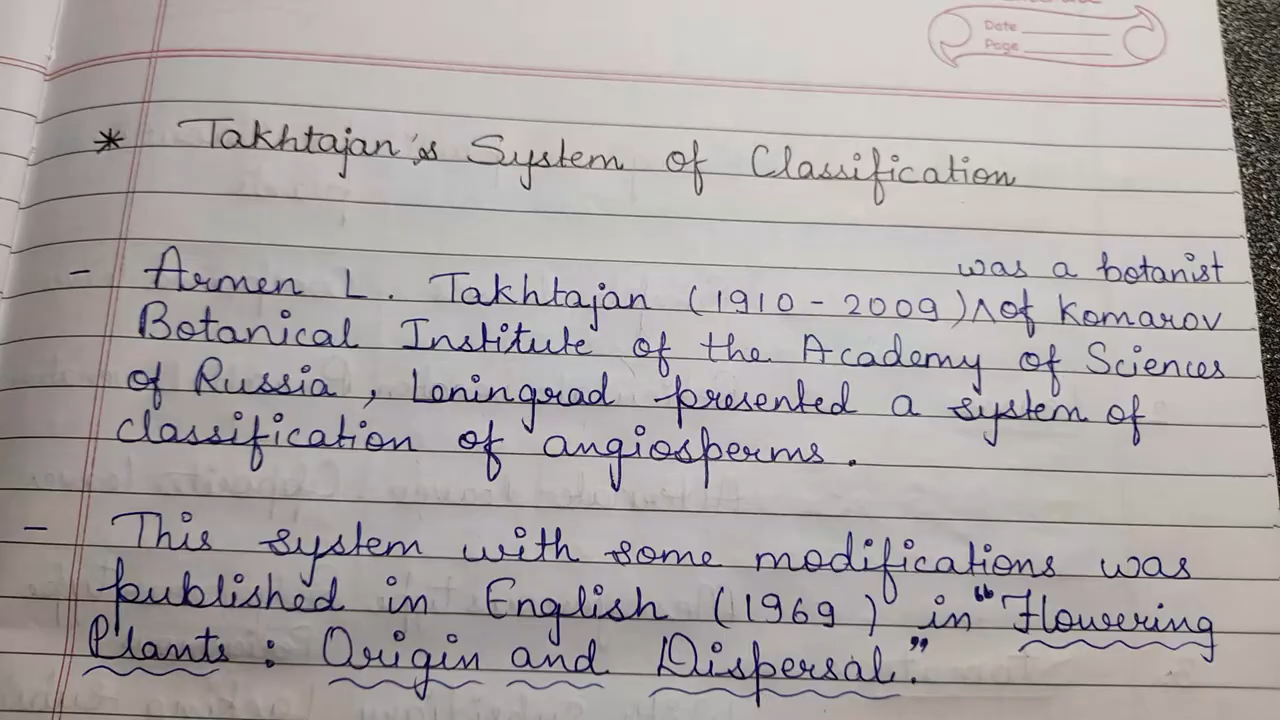 Date
Page
* Takhtajan's System of Classification
was a botanist
- Armen L. Takhtajan (1910 - 2009) ∧ of Komarov
Botanical Institute of the Academy of Sciences
of Russia, Leningrad presented a system of
classification of angiosperms.
- This system with some modifications was
published in English (1969) in "Flowering
Plants : Origin and Dispersal."